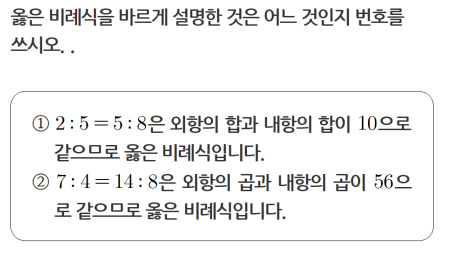 옳은 비례식을 바르게 설명한 것은 어느 것인지 번호를
쓰시오. .
① 2 : 5 = 5 : 8은 외항의 합과 내항의 합이 10으로
같으므로 옳은 비례식입니다.
② 7 : 4 = 14 : 8은 외항의 곱과 내항의 곱이 56으
로 같으므로 옳은 비례식입니다.